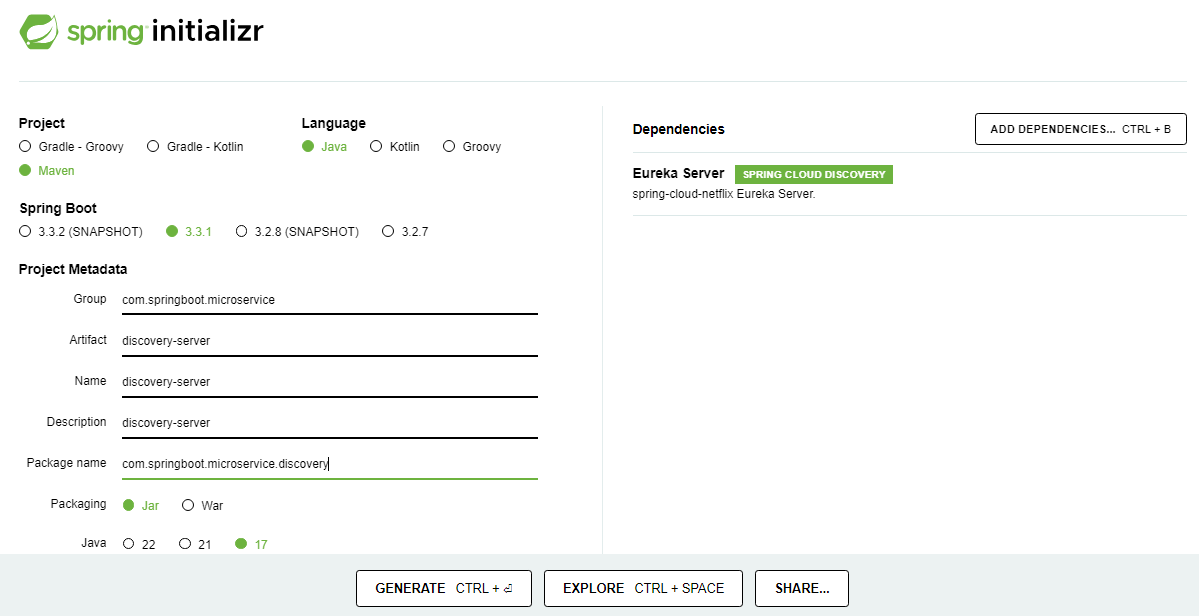 spring initializr
Project
Gradle - Groovy Gradle - Kotlin
Maven
Language
Java Kotlin Groovy
Spring Boot
3.3.2 (SNAPSHOT) 3.3.1 3.2.8 (SNAPSHOT) 3.2.7
Project Metadata
Group com.springboot.microservice
Artifact discovery-server
Name discovery-server
Description discovery-server
Package name com.springboot.microservice.discovery
Packaging Jar War
Java 22 21 17
Dependencies
ADD DEPENDENCIES... CTRL + B
Eureka Server SPRING CLOUD DISCOVERY
spring-cloud-netflix Eureka Server.
GENERATE CTRL + ⏎ EXPLORE CTRL + SPACE SHARE...